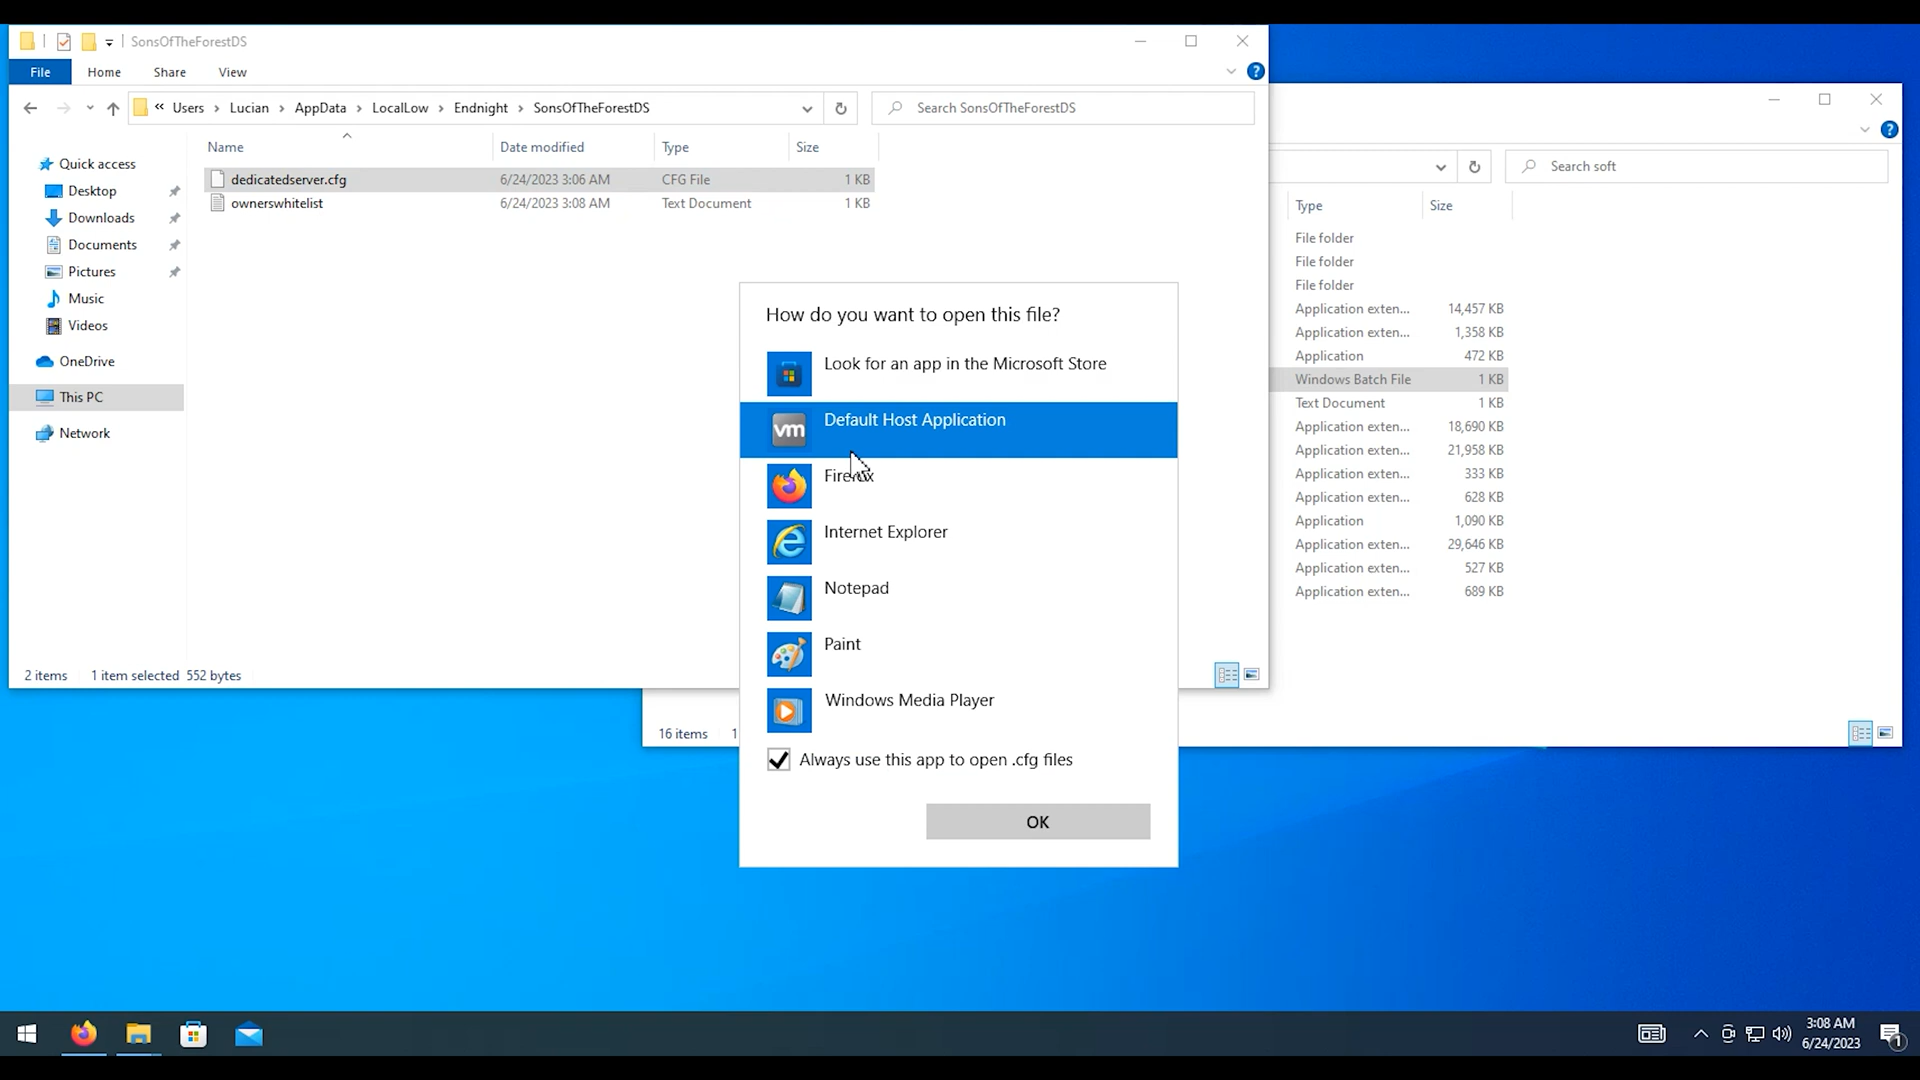 SonsOfTheForestDS
File Home Share View
« Users › Lucian › AppData › LocalLow › Endnight › SonsOfTheForestDS
Search SonsOfTheForestDS
Name Date modified Type Size
dedicatedserver.cfg 6/24/2023 3:06 AM CFG File 1 KB
ownerswhitelist 6/24/2023 3:08 AM Text Document 1 KB
Quick access
Desktop
Downloads
Documents
Pictures
Music
Videos
OneDrive
This PC
Network
2 items 1 item selected 552 bytes
Search soft
Type Size
File folder
File folder
File folder
Application exten... 14,457 KB
Application exten... 1,358 KB
Application 472 KB
Windows Batch File 1 KB
Text Document 1 KB
Application exten... 18,690 KB
Application exten... 21,958 KB
Application exten... 333 KB
Application exten... 628 KB
Application 1,090 KB
Application exten... 29,646 KB
Application exten... 527 KB
Application exten... 689 KB
16 items 1
How do you want to open this file?
Look for an app in the Microsoft Store
vm
Default Host Application
Firefox
Internet Explorer
Notepad
Paint
Windows Media Player
Always use this app to open .cfg files
OK
3:08 AM
6/24/2023
1